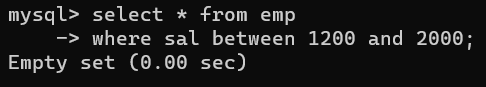 mysql> select * from emp
    -> where sal between 1200 and 2000;
Empty set (0.00 sec)